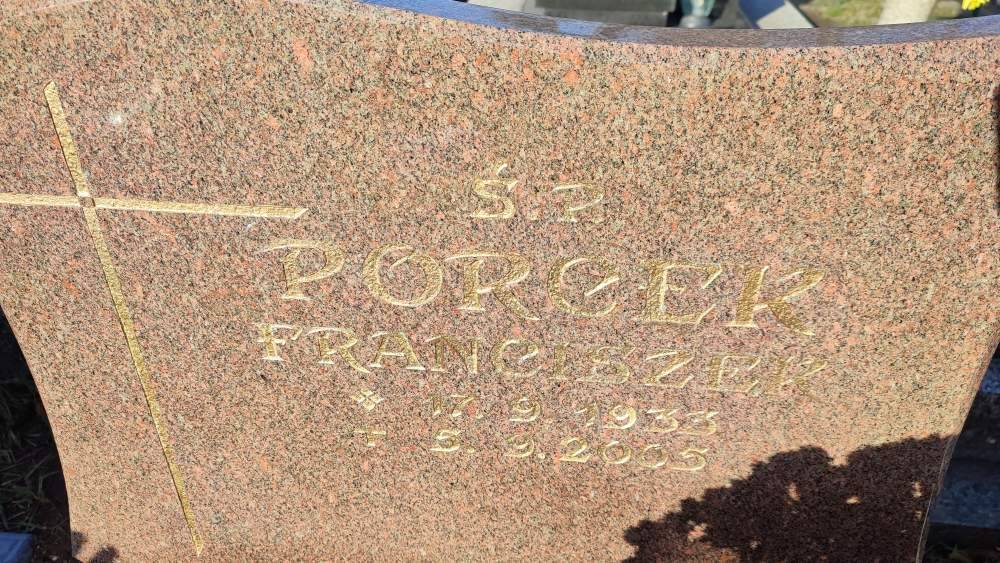 Ś.P.
PORCEK
FRANCISZEK
* 17. 9. 1933
† 5. 9. 2005